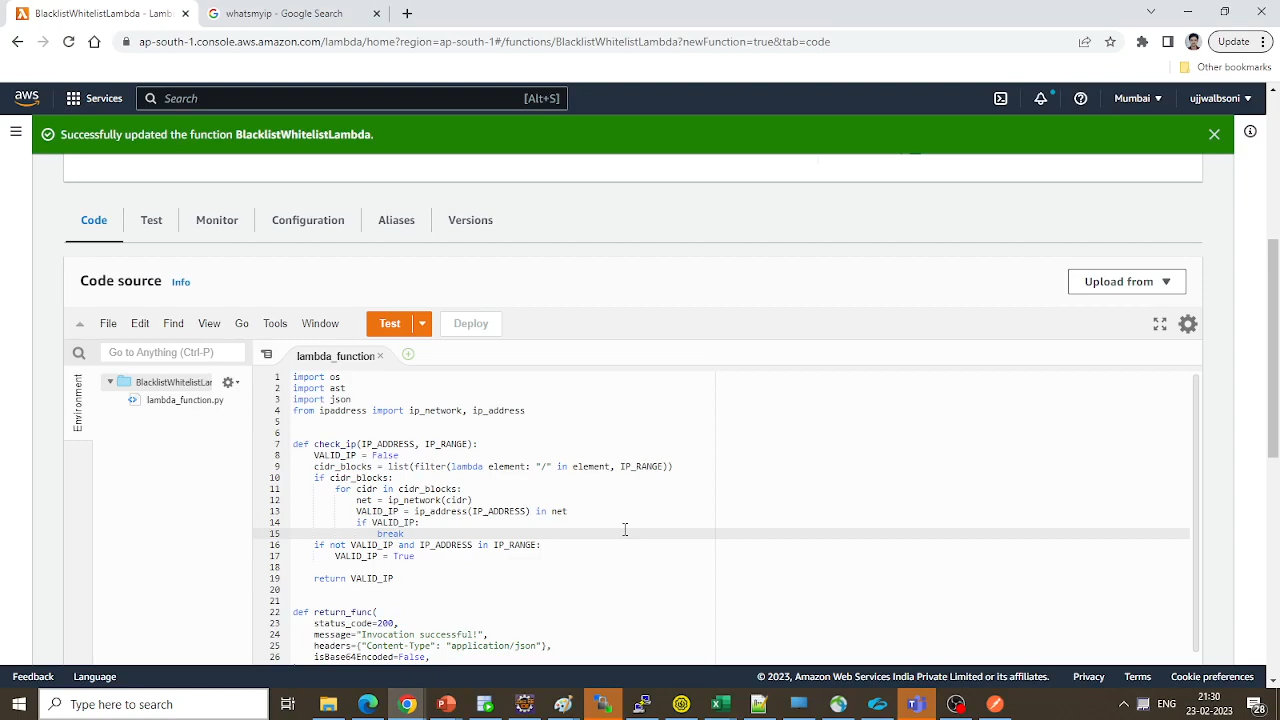 BlacklistWhitelistLambda - Lamb
whatsmyip - Google Search
ap-south-1.console.aws.amazon.com/lambda/home?region=ap-south-1#/functions/BlacklistWhitelistLambda?newFunction=true&tab=code
Update
Other bookmarks
aws
Services
Search
[Alt+S]
Mumbai
ujjwalbsoni
Successfully updated the function BlacklistWhitelistLambda.
Code
Test
Monitor
Configuration
Aliases
Versions
Code source
Info
Upload from
File
Edit
Find
View
Go
Tools
Window
Test
Deploy
Go to Anything (Ctrl-P)
lambda_function
Environment
BlacklistWhitelistLar
lambda_function.py
1 import os
2 import ast
3 import json
4 from ipaddress import ip_network, ip_address
5
6
7 def check_ip(IP_ADDRESS, IP_RANGE):
8 VALID_IP = False
9 cidr_blocks = list(filter(lambda element: "/" in element, IP_RANGE))
10 if cidr_blocks:
11 for cidr in cidr_blocks:
12 net = ip_network(cidr)
13 VALID_IP = ip_address(IP_ADDRESS) in net
14 if VALID_IP:
15 break
16 if not VALID_IP and IP_ADDRESS in IP_RANGE:
17 VALID_IP = True
18
19 return VALID_IP
20
21
22 def return_func(
23 status_code=200,
24 message="Invocation successful!",
25 headers={"Content-Type": "application/json"},
26 isBase64Encoded=False,
Feedback
Language
© 2023, Amazon Web Services India Private Limited or its affiliates.
Privacy
Terms
Cookie preferences
Type here to search
ENG
21:30
23-02-2023
28